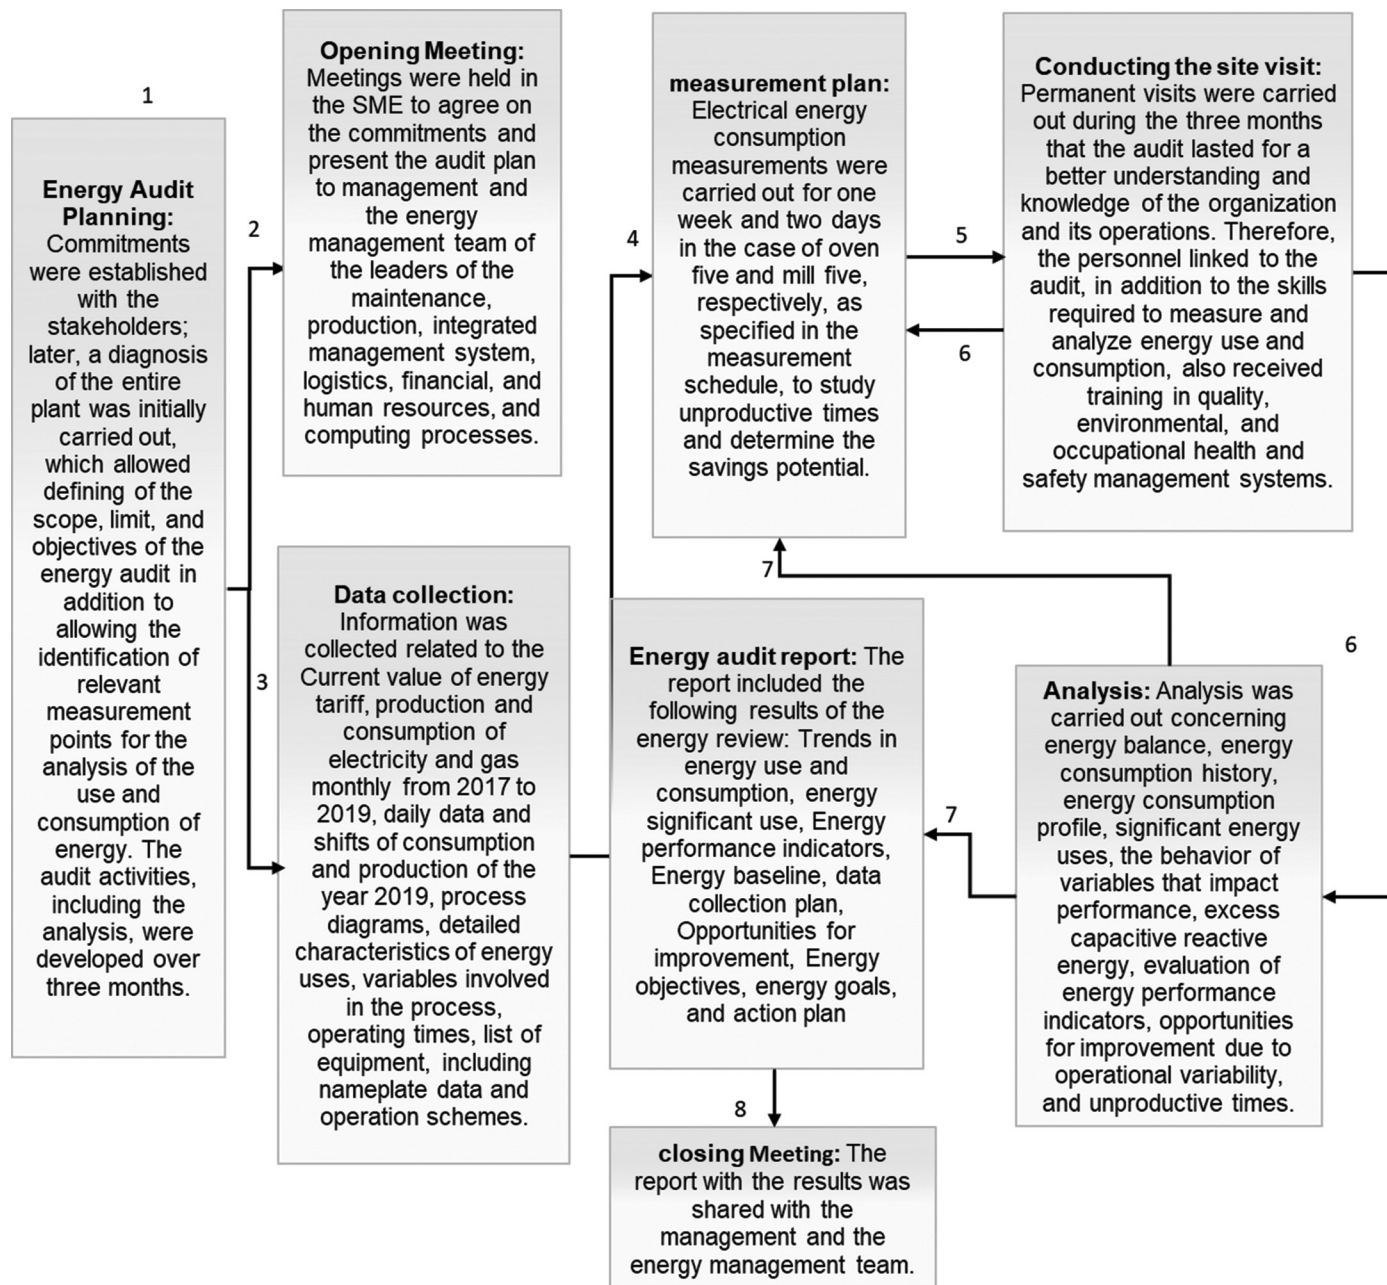 1
Energy Audit
Planning:
Commitments
were established
with the
stakeholders;
later, a diagnosis
of the entire
plant was initially
carried out,
which allowed
defining of the
scope, limit, and
objectives of the
energy audit in
addition to
allowing the
identification of
relevant
measurement
points for the
analysis of the
use and
consumption of
energy. The
audit activities,
including the
analysis, were
developed over
three months.
2
Opening Meeting:
Meetings were held in
the SME to agree on
the commitments and
present the audit plan
to management and
the energy
management team of
the leaders of the
maintenance,
production, integrated
management system,
logistics, financial, and
human resources, and
computing processes.
3
Data collection:
Information was
collected related to the
Current value of energy
tariff, production and
consumption of
electricity and gas
monthly from 2017 to
2019, daily data and
shifts of consumption
and production of the
year 2019, process
diagrams, detailed
characteristics of energy
uses, variables involved
in the process,
operating times, list of
equipment, including
nameplate data and
operation schemes.
4
measurement plan:
Electrical energy
consumption
measurements were
carried out for one
week and two days
in the case of oven
five and mill five,
respectively, as
specified in the
measurement
schedule, to study
unproductive times
and determine the
savings potential.
5
6
Conducting the site visit:
Permanent visits were carried
out during the three months
that the audit lasted for a
better understanding and
knowledge of the organization
and its operations. Therefore,
the personnel linked to the
audit, in addition to the skills
required to measure and
analyze energy use and
consumption, also received
training in quality,
environmental, and
occupational health and
safety management systems.
6
Analysis: Analysis was
carried out concerning
energy balance, energy
consumption history,
energy consumption
profile, significant energy
uses, the behavior of
variables that impact
performance, excess
capacitive reactive
energy, evaluation of
energy performance
indicators, opportunities
for improvement due to
operational variability,
and unproductive times.
7
7
Energy audit report: The
report included the
following results of the
energy review: Trends in
energy use and
consumption, energy
significant use, Energy
performance indicators,
Energy baseline, data
collection plan,
Opportunities for
improvement, Energy
objectives, energy goals,
and action plan
8
closing Meeting: The
report with the results was
shared with the
management and the
energy management team.